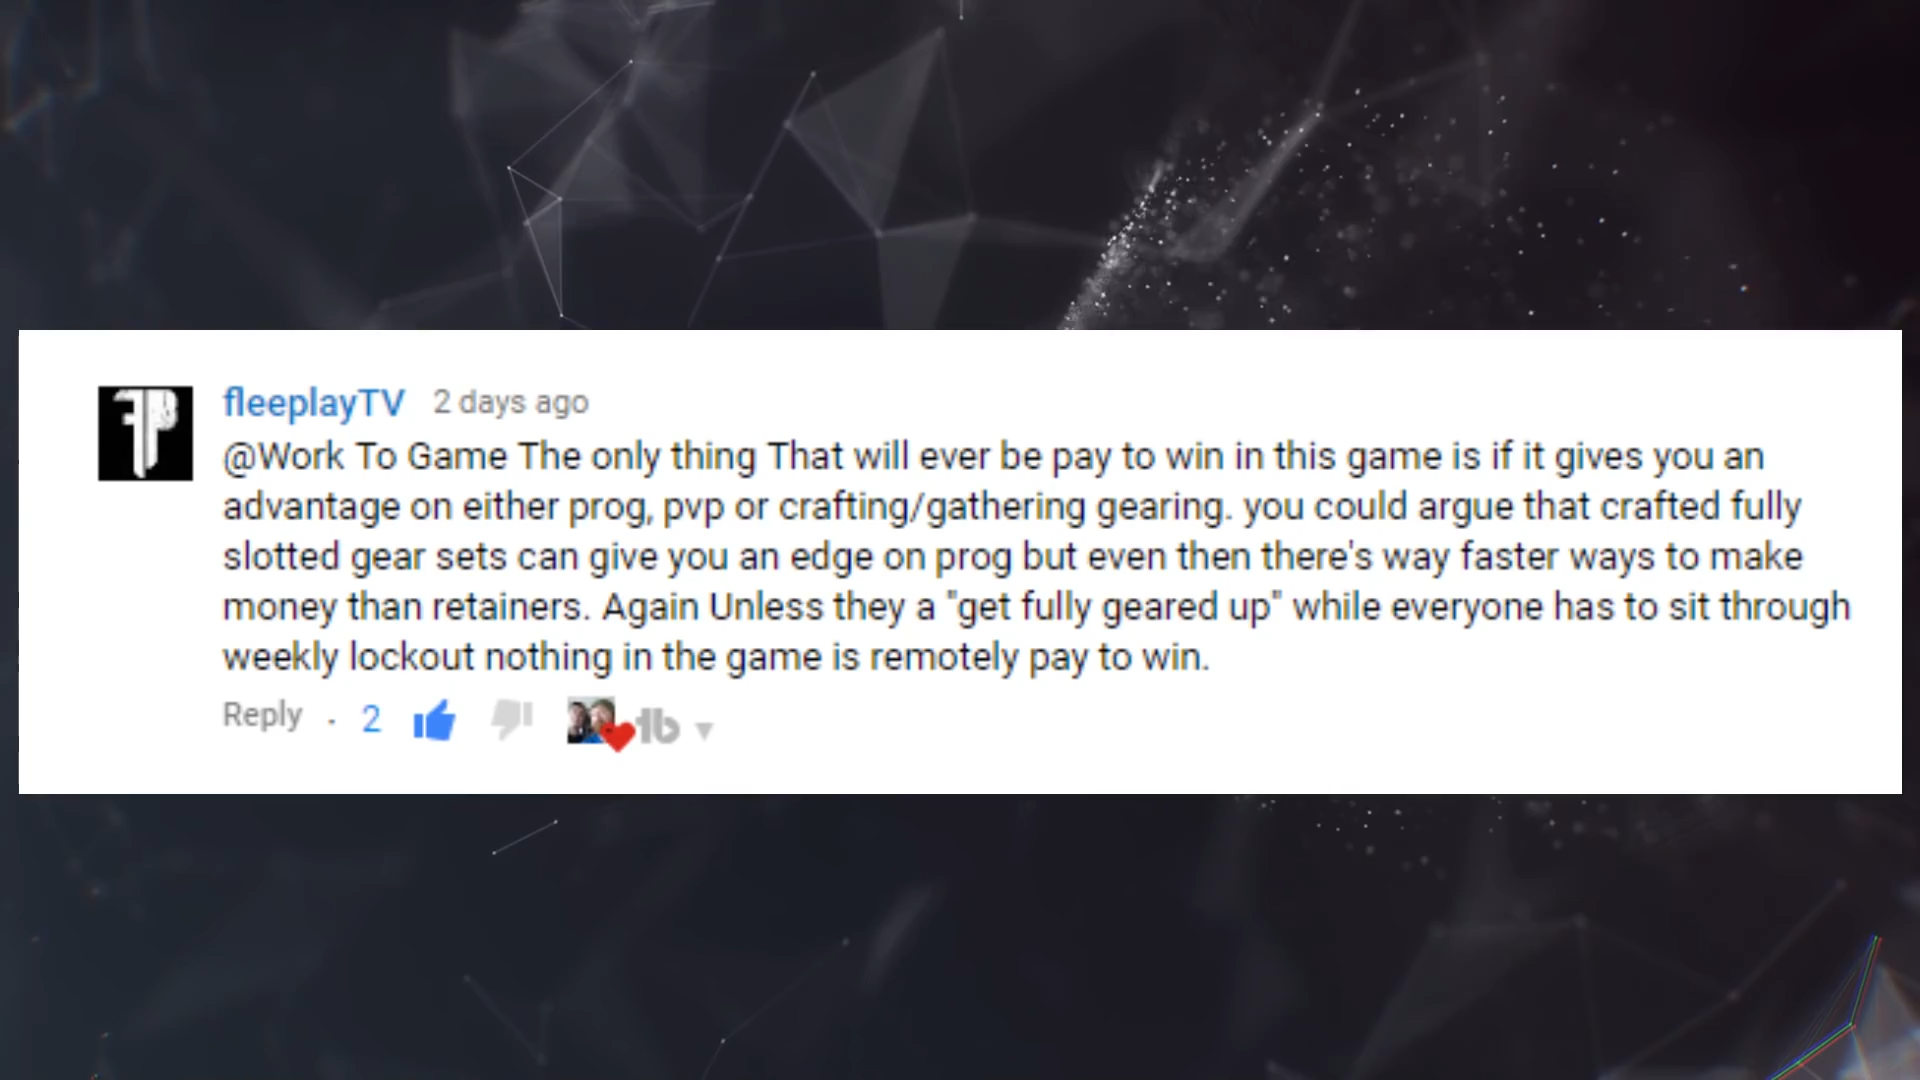 fleeplayTV 2 days ago
@Work To Game The only thing That will ever be pay to win in this game is if it gives you an
advantage on either prog, pvp or crafting/gathering gearing. you could argue that crafted fully
slotted gear sets can give you an edge on prog but even then there's way faster ways to make
money than retainers. Again Unless they a "get fully geared up" while everyone has to sit through
weekly lockout nothing in the game is remotely pay to win.
Reply · 2 tb